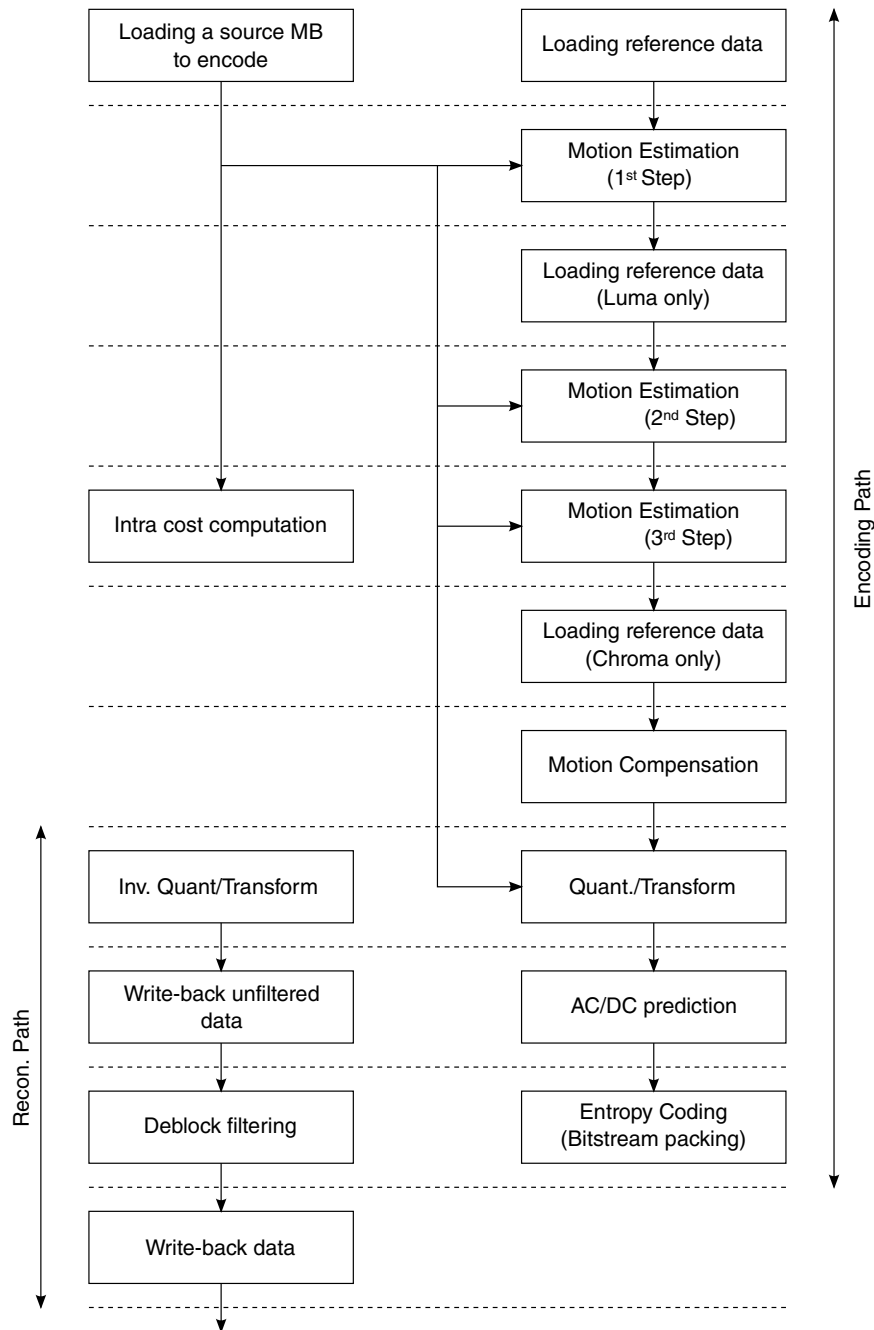 Loading a source MB
to encode
Loading reference data
Motion Estimation
(1st Step)
Loading reference data
(Luma only)
Motion Estimation
(2nd Step)
Intra cost computation
Motion Estimation
(3rd Step)
Loading reference data
(Chroma only)
Motion Compensation
Inv. Quant/Transform
Quant./Transform
Write-back unfiltered
data
AC/DC prediction
Deblock filtering
Entropy Coding
(Bitstream packing)
Write-back data
Encoding Path
Recon. Path